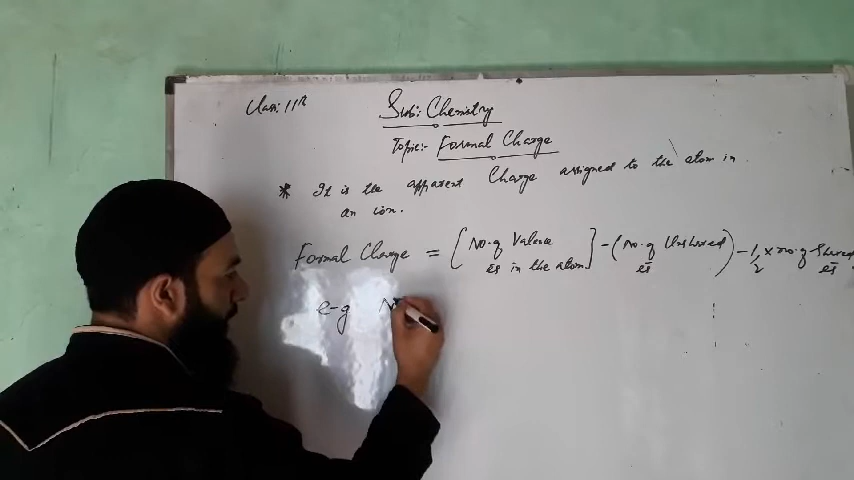 Class: 11th
Sub: Chemistry
Topic:- Formal Charge
* It is the apparent Charge assigned to the atom in
an ion.
Formal Charge = [No. of Valence e̅s in the atom] - (No. of Unshared e̅s) - 1/2 x no. of Shared e̅s
e-g N